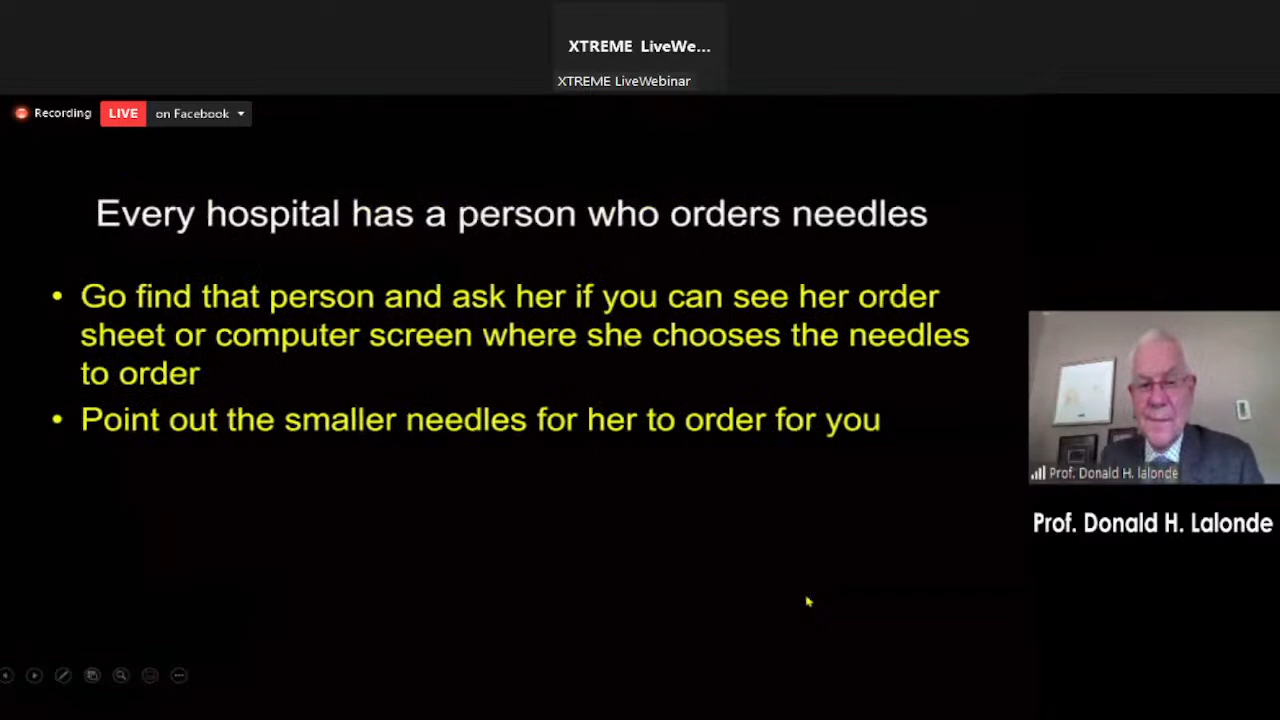 XTREME LiveWe...
XTREME LiveWebinar
Recording
LIVE
on Facebook
Every hospital has a person who orders needles
• Go find that person and ask her if you can see her order
sheet or computer screen where she chooses the needles
to order
• Point out the smaller needles for her to order for you
Prof. Donald H. lalonde
Prof. Donald H. Lalonde